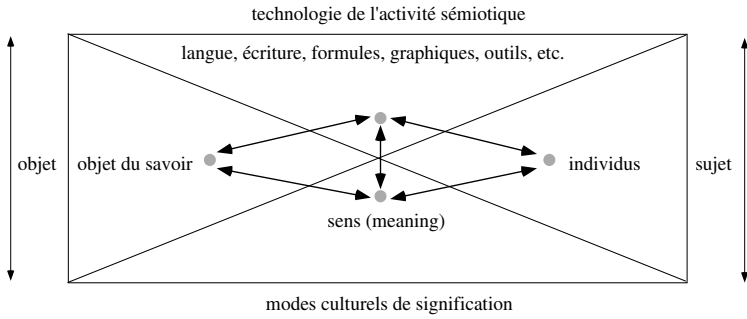 technologie de l'activité sémiotique
langue, écriture, formules, graphiques, outils, etc.
objet
objet du savoir
individus
sujet
sens (meaning)
modes culturels de signification